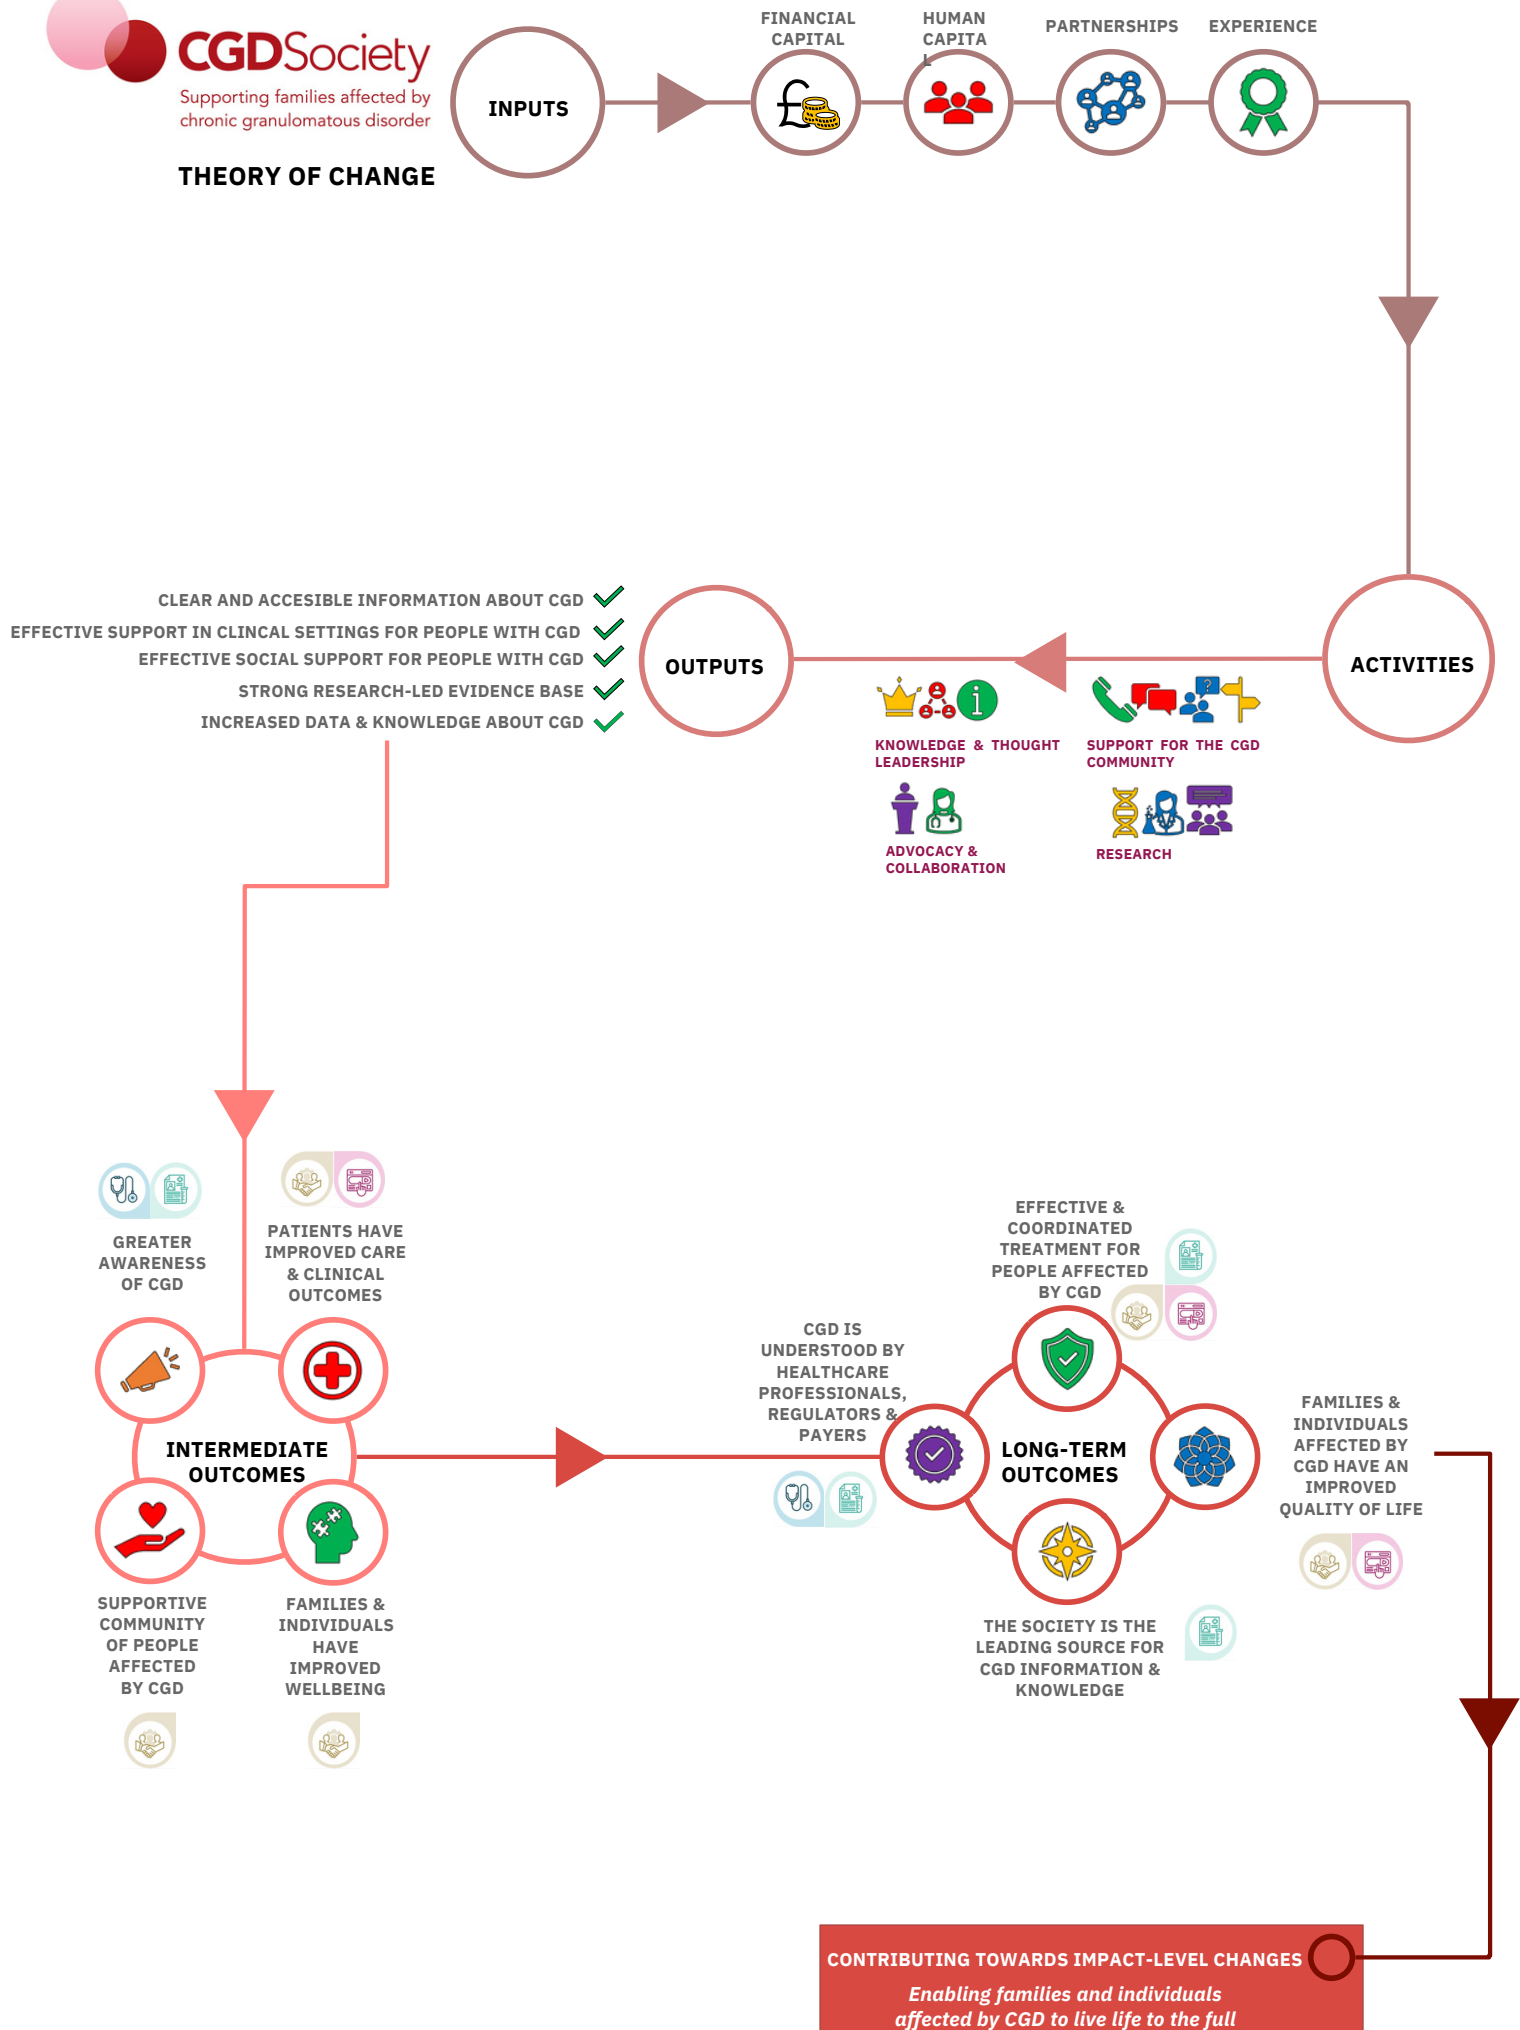 CGDSociety
Supporting families affected by
chronic granulomatous disorder
THEORY OF CHANGE
INPUTS
FINANCIAL
CAPITAL
HUMAN
CAPITA
L
PARTNERSHIPS
EXPERIENCE
CLEAR AND ACCESIBLE INFORMATION ABOUT CGD
EFFECTIVE SUPPORT IN CLINCAL SETTINGS FOR PEOPLE WITH CGD
EFFECTIVE SOCIAL SUPPORT FOR PEOPLE WITH CGD
STRONG RESEARCH-LED EVIDENCE BASE
INCREASED DATA & KNOWLEDGE ABOUT CGD
OUTPUTS
ACTIVITIES
KNOWLEDGE & THOUGHT
LEADERSHIP
SUPPORT FOR THE CGD
COMMUNITY
ADVOCACY &
COLLABORATION
RESEARCH
GREATER
AWARENESS
OF CGD
PATIENTS HAVE
IMPROVED CARE
& CLINICAL
OUTCOMES
INTERMEDIATE
OUTCOMES
SUPPORTIVE
COMMUNITY
OF PEOPLE
AFFECTED
BY CGD
FAMILIES &
INDIVIDUALS
HAVE
IMPROVED
WELLBEING
EFFECTIVE &
COORDINATED
TREATMENT FOR
PEOPLE AFFECTED
BY CGD
CGD IS
UNDERSTOOD BY
HEALTHCARE
PROFESSIONALS,
REGULATORS &
PAYERS
LONG-TERM
OUTCOMES
FAMILIES &
INDIVIDUALS
AFFECTED BY
CGD HAVE AN
IMPROVED
QUALITY OF LIFE
THE SOCIETY IS THE
LEADING SOURCE FOR
CGD INFORMATION &
KNOWLEDGE
CONTRIBUTING TOWARDS IMPACT-LEVEL CHANGES
Enabling families and individuals
affected by CGD to live life to the full